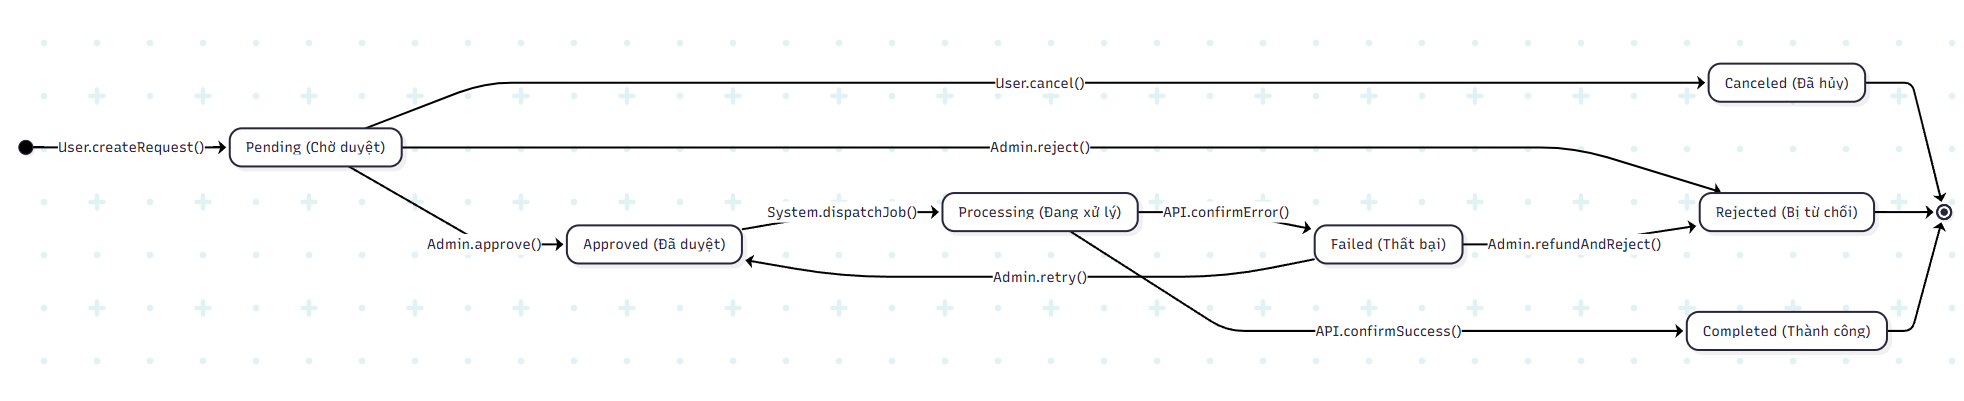 User.cancel()
Canceled (Đã hủy)
User.createRequest()
Pending (Chờ duyệt)
Admin.reject()
System.dispatchJob()
Processing (Đang xử lý)
API.confirmError()
Rejected (Bị từ chối)
Admin.approve()
Approved (Đã duyệt)
Failed (Thất bại)
Admin.refundAndReject()
Admin.retry()
API.confirmSuccess()
Completed (Thành công)